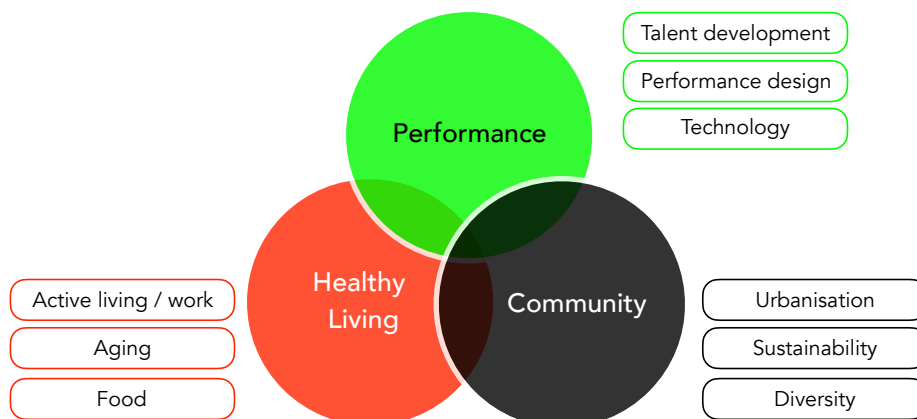 Talent development
Performance design
Technology
Performance
Healthy
Living
Community
Active living / work
Aging
Food
Urbanisation
Sustainability
Diversity